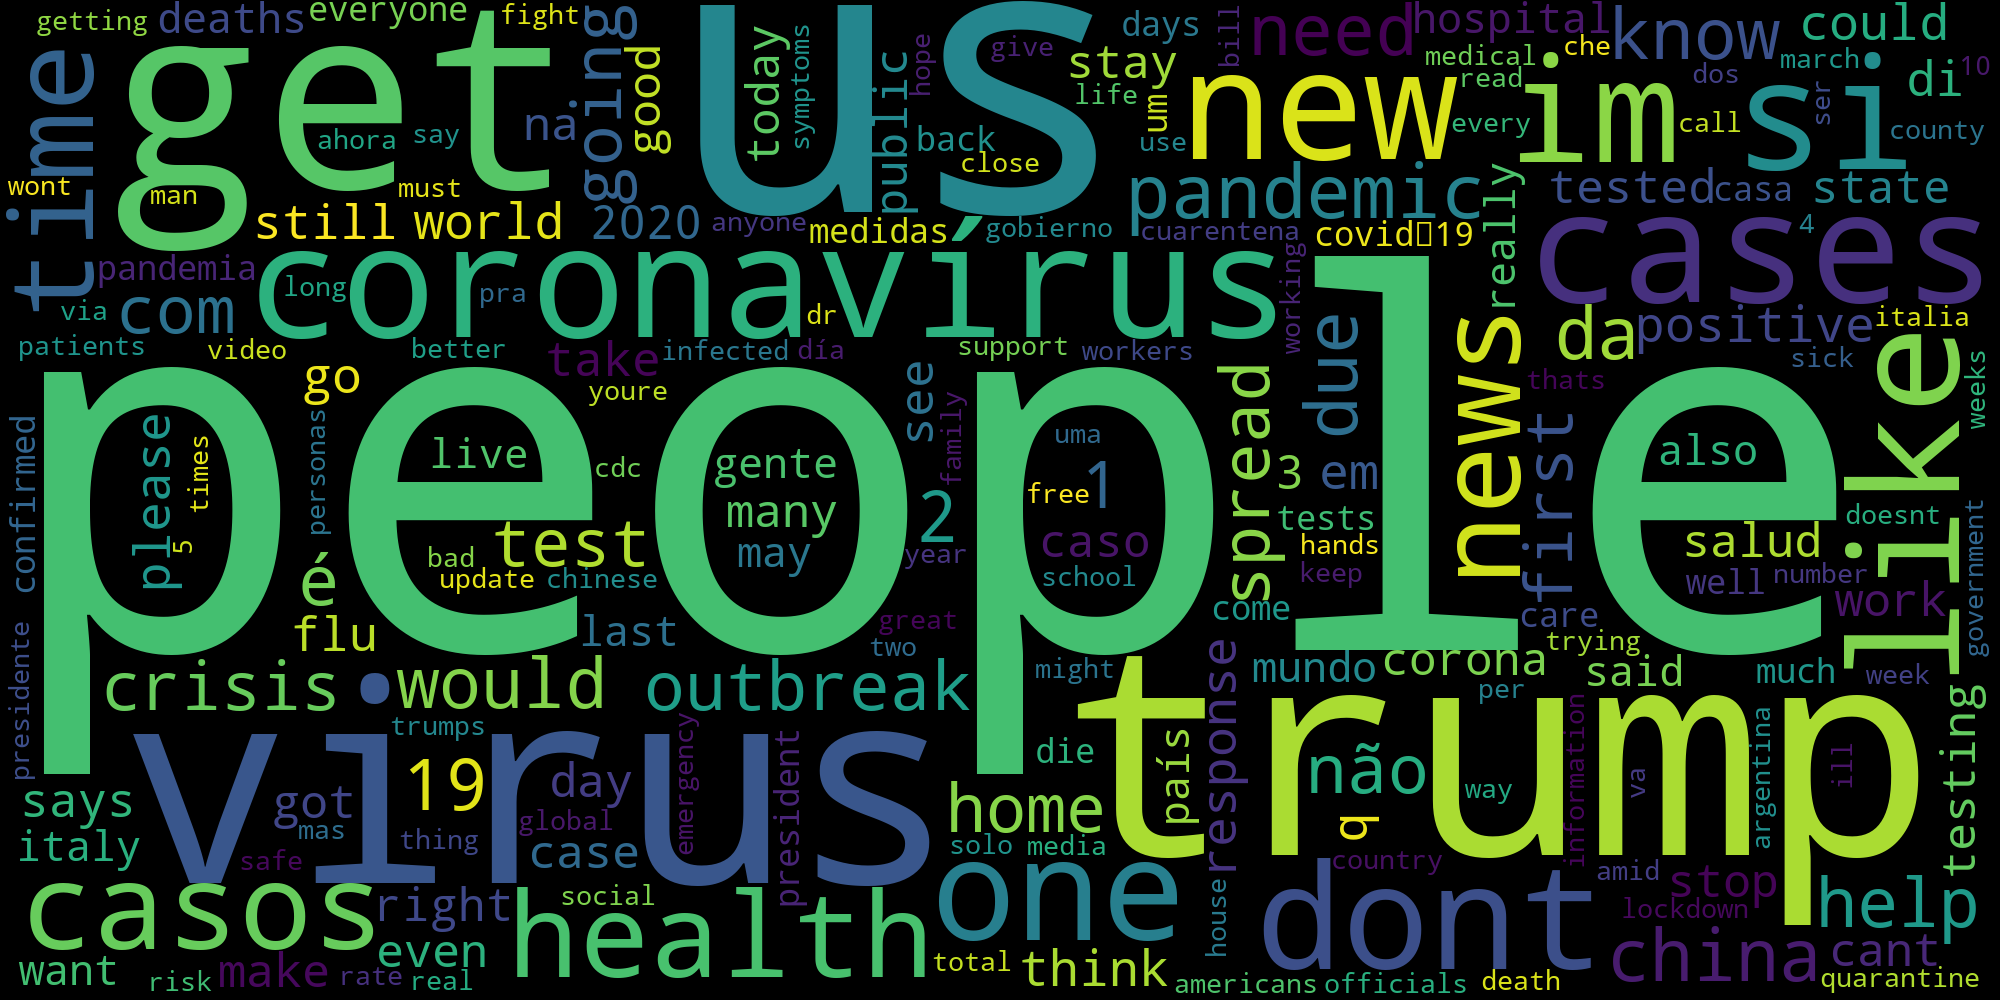 getting
deaths
everyone
fight
going
days
bill
need
hospital
know
could
time
get
us
new
im
si
di
10
good
today
symptoms
public
hope
give
stay
life
um
medical
che
read
march
dos
ser
county
ahora
say
na
back
close
use
every
call
wont
man
must
still
world
2020
anyone
medidas
gobierno
pandemic
cuarentena
covid▯19
really
tested
casa
state
4
cases
pandemia
com
via
long
coronavírus
pra
dr
working
due
news
da
positive
italia
like
patients
video
better
take
infected
día
support
workers
sick
weeks
go
youre
see
family
spread
thats
first
people
confirmed
please
times
5
personas
live
cdc
gente
many
may
2
year
uma
1
free
caso
school
3
em
tests
hands
keep
also
salud
doesnt
well
number
government
test
bad
update
chinese
é
flu
last
great
two
come
care
work
trying
presidente
crisis
•
would
outbreak
might
response
mundo
corona
said
per
much
week
testing
trumps
emergency
president
virus
trump
die
país
não
way
q
information
va
argentina
ill
19
got
day
says
mas
thing
global
home
italy
safe
case
solo
media
country
amid
stop
lockdown
help
casos
right
social
health
one
house
dont
even
china
cant
want
risk
make
rate
real
total
think
americans
officials
death
quarantine